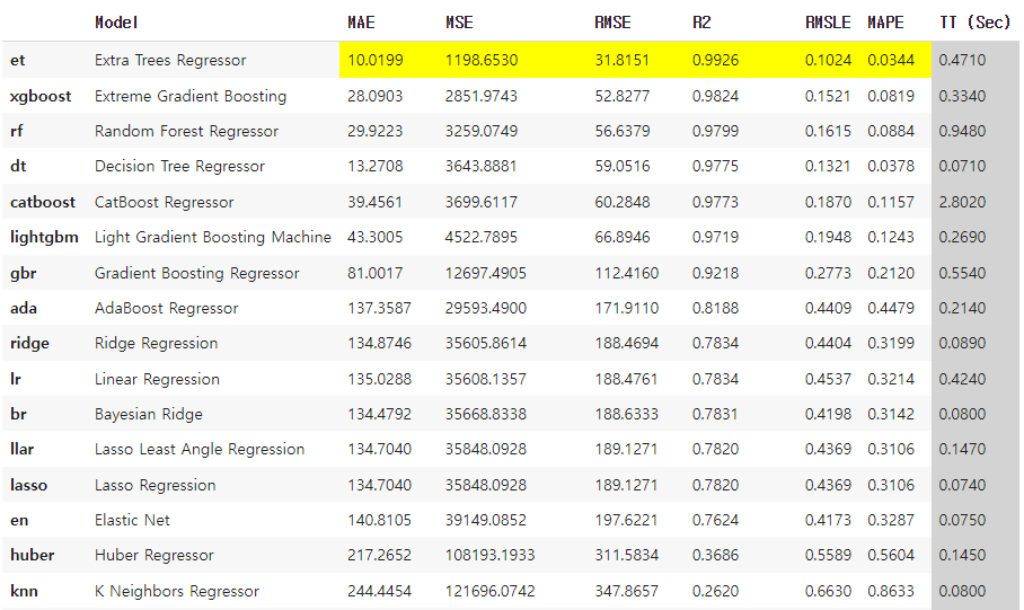 Model MAE MSE RMSE R2 RMSLE MAPE TT (Sec)
et Extra Trees Regressor 10.0199 1198.6530 31.8151 0.9926 0.1024 0.0344 0.4710
xgboost Extreme Gradient Boosting 28.0903 2851.9743 52.8277 0.9824 0.1521 0.0819 0.3340
rf Random Forest Regressor 29.9223 3259.0749 56.6379 0.9799 0.1615 0.0884 0.9480
dt Decision Tree Regressor 13.2708 3643.8881 59.0516 0.9775 0.1321 0.0378 0.0710
catboost CatBoost Regressor 39.4561 3699.6117 60.2848 0.9773 0.1870 0.1157 2.8020
lightgbm Light Gradient Boosting Machine 43.3005 4522.7895 66.8946 0.9719 0.1948 0.1243 0.2690
gbr Gradient Boosting Regressor 81.0017 12697.4905 112.4160 0.9218 0.2773 0.2120 0.5540
ada AdaBoost Regressor 137.3587 29593.4900 171.9110 0.8188 0.4409 0.4479 0.2140
ridge Ridge Regression 134.8746 35605.8614 188.4694 0.7834 0.4404 0.3199 0.0890
lr Linear Regression 135.0288 35608.1357 188.4761 0.7834 0.4537 0.3214 0.4240
br Bayesian Ridge 134.4792 35668.8338 188.6333 0.7831 0.4198 0.3142 0.0800
llar Lasso Least Angle Regression 134.7040 35848.0928 189.1271 0.7820 0.4369 0.3106 0.1470
lasso Lasso Regression 134.7040 35848.0928 189.1271 0.7820 0.4369 0.3106 0.0740
en Elastic Net 140.8105 39149.0852 197.6221 0.7624 0.4173 0.3287 0.0750
huber Huber Regressor 217.2652 108193.1933 311.5834 0.3686 0.5589 0.5604 0.1450
knn K Neighbors Regressor 244.4454 121696.0742 347.8657 0.2620 0.6630 0.8633 0.0800